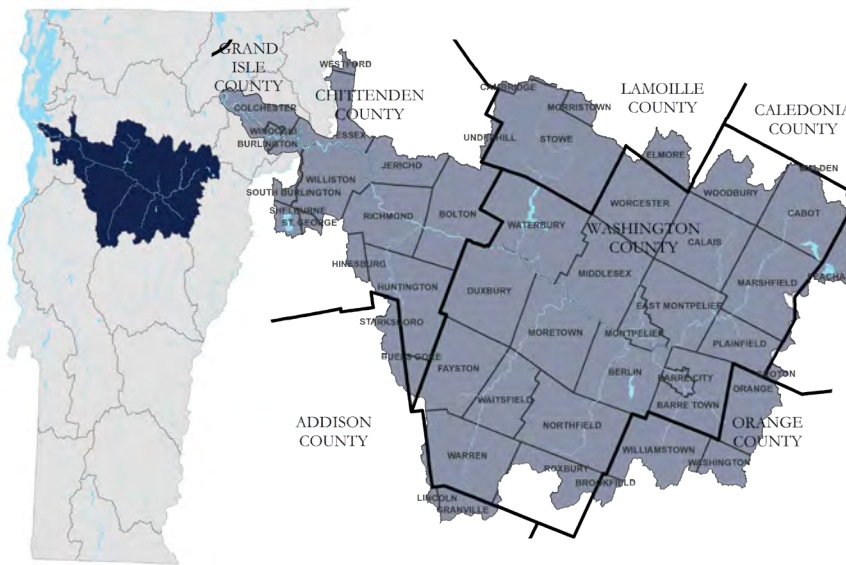 GRAND
ISLE
COUNTY
WESTFORD
CHITTENDEN
COUNTY
COLCHESTER
WINOOSKI
BURLINGTON
ESSEX
JERICHO
WILLISTON
SOUTH BURLINGTON
SHELBURNE
ST. GEORGE
RICHMOND
BOLTON
HINESBURG
HUNTINGTON
STARKSBORO
BUELS GORE
CAMBRIDGE
MORRISTOWN
UNDERHILL
STOWE
LAMOILLE
COUNTY
CALEDONIA
COUNTY
ELMORE
WALDEN
WOODBURY
WORCESTER
CABOT
WATERBURY
WASHINGTON
COUNTY
CALAIS
PEACHAM
MIDDLESEX
MARSHFIELD
DUXBURY
EAST MONTPELIER
MORETOWN
MONTPELIER
PLAINFIELD
FAYSTON
BERLIN
BARRE CITY
GROTON
ORANGE
WAITSFIELD
BARRE TOWN
ADDISON
COUNTY
NORTHFIELD
ORANGE
COUNTY
WARREN
WILLIAMSTOWN
WASHINGTON
ROXBURY
BROOKFIELD
LINCOLN
GRANVILLE